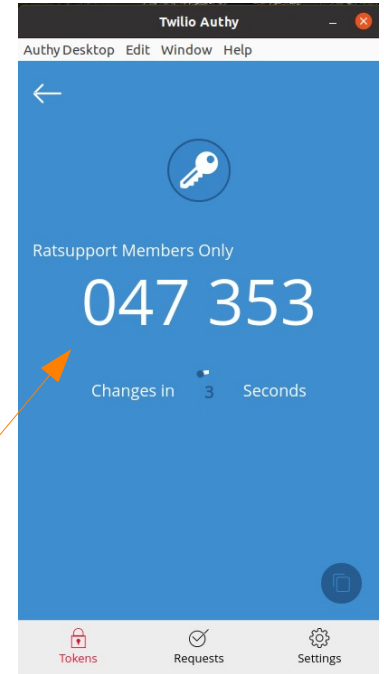 Twilio Authy
Authy Desktop Edit Window Help
Ratsupport Members Only
047 353
Changes in 3 Seconds
Tokens Requests Settings